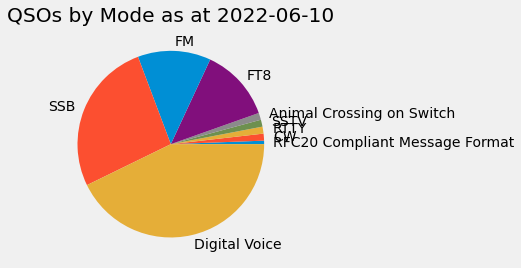 QSOs by Mode as at 2022-06-10
FM
FT8
SSB
Animal Crossing on Switch
SSTV
RTTY
CW
RFC20 Compliant Message Format
Digital Voice